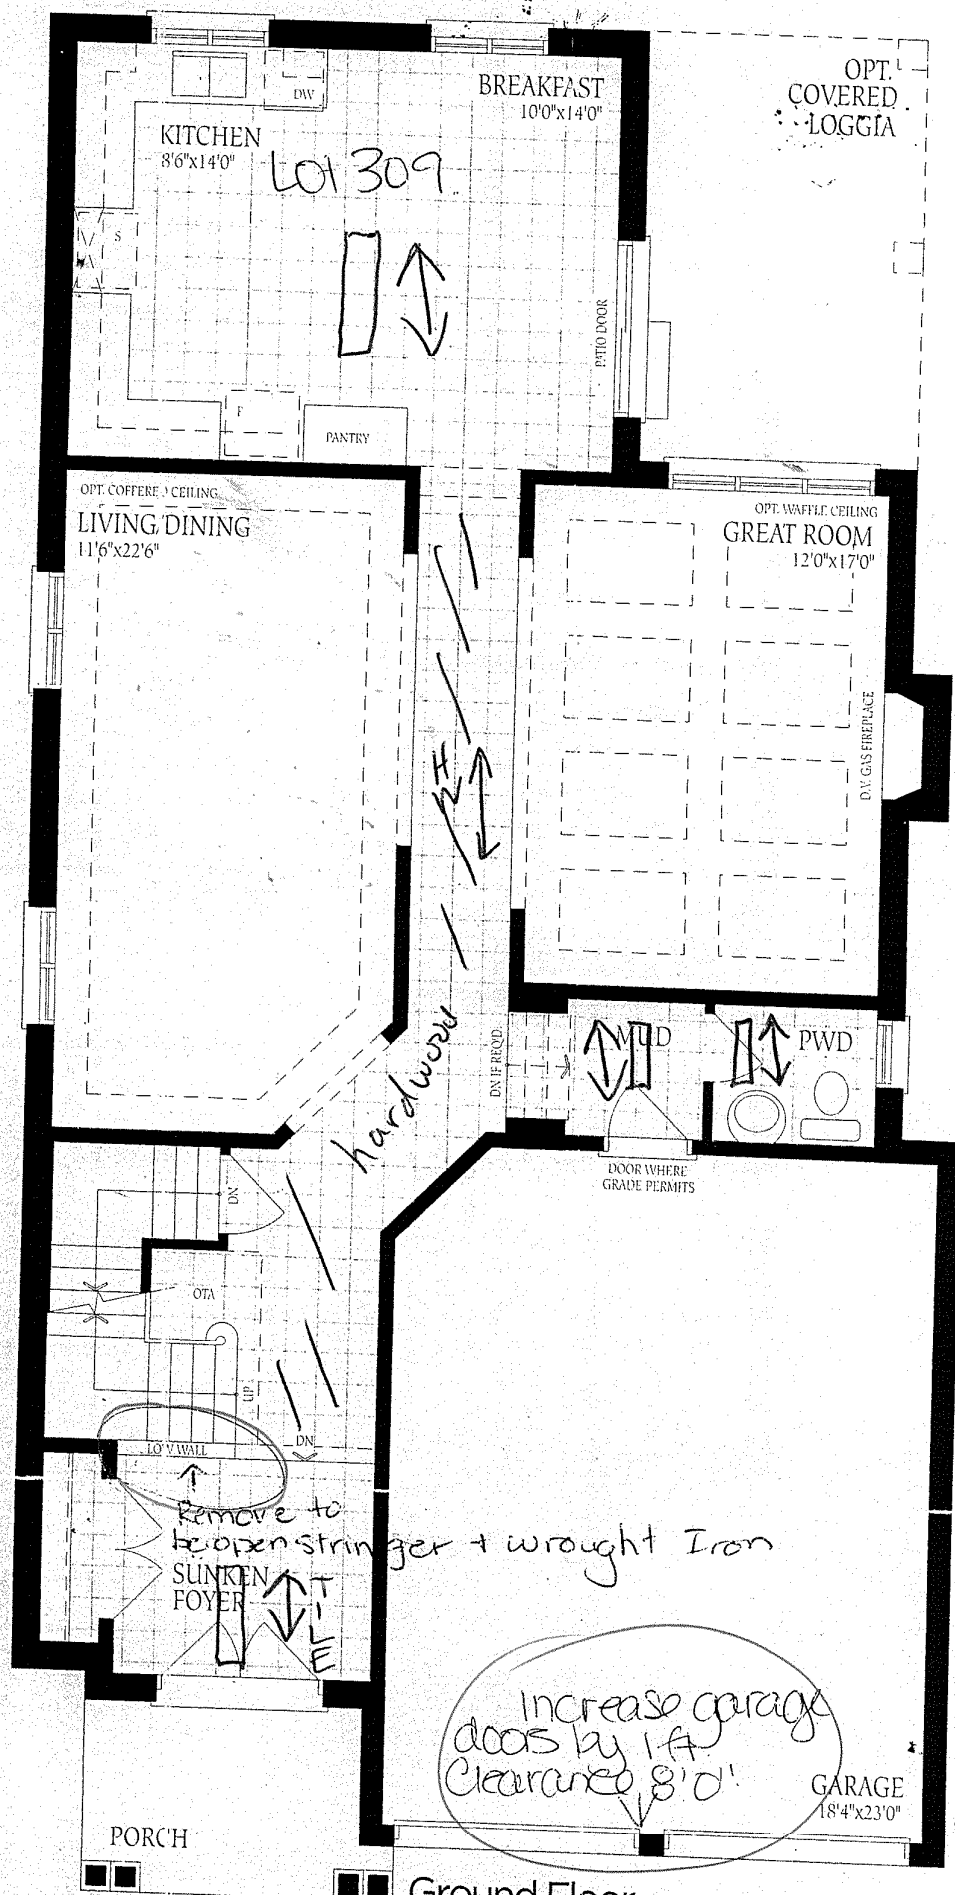 OPT.
COVERED
LOGGIA
BREAKFAST
10'0"x14'0"
DW
KITCHEN
8'6"x14'0"
Lot 309
S
PATIO DOOR
F
PANTRY
OPT. COFFERED CEILING
LIVING/DINING
11'6"x22'6"
OPT. WAFFLE CEILING
GREAT ROOM
12'0"x17'0"
D.V. GAS FIREPLACE
hardwood
DN IF REQ'D.
MUD
PWD
DOOR WHERE
GRADE PERMITS
DN
OTA
UP
DN
LOW WALL
Remove to
be open stringer + wrought Iron
SUNKEN
FOYER
TILE
Increase garage
doors by 1ft
Clearance 8'0"
GARAGE
18'4"x23'0"
PORCH
Ground Floor